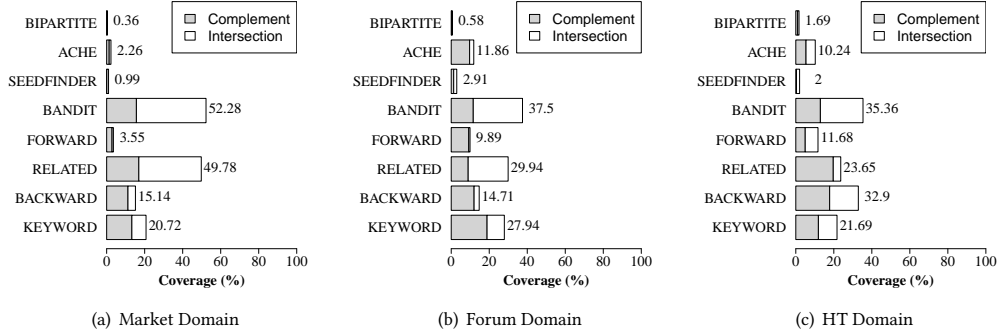 BIPARTITE 0.36
ACHE 2.26
SEEDFINDER 0.99
BANDIT 52.28
FORWARD 3.55
RELATED 49.78
BACKWARD 15.14
KEYWORD 20.72
Complement
Intersection
0 20 40 60 80 100
Coverage (%)
(a) Market Domain
BIPARTITE 0.58
ACHE 11.86
SEEDFINDER 2.91
BANDIT 37.5
FORWARD 9.89
RELATED 29.94
BACKWARD 14.71
KEYWORD 27.94
Complement
Intersection
0 20 40 60 80 100
Coverage (%)
(b) Forum Domain
BIPARTITE 1.69
ACHE 10.24
SEEDFINDER 2
BANDIT 35.36
FORWARD 11.68
RELATED 23.65
BACKWARD 32.9
KEYWORD 21.69
Complement
Intersection
0 20 40 60 80 100
Coverage (%)
(c) HT Domain